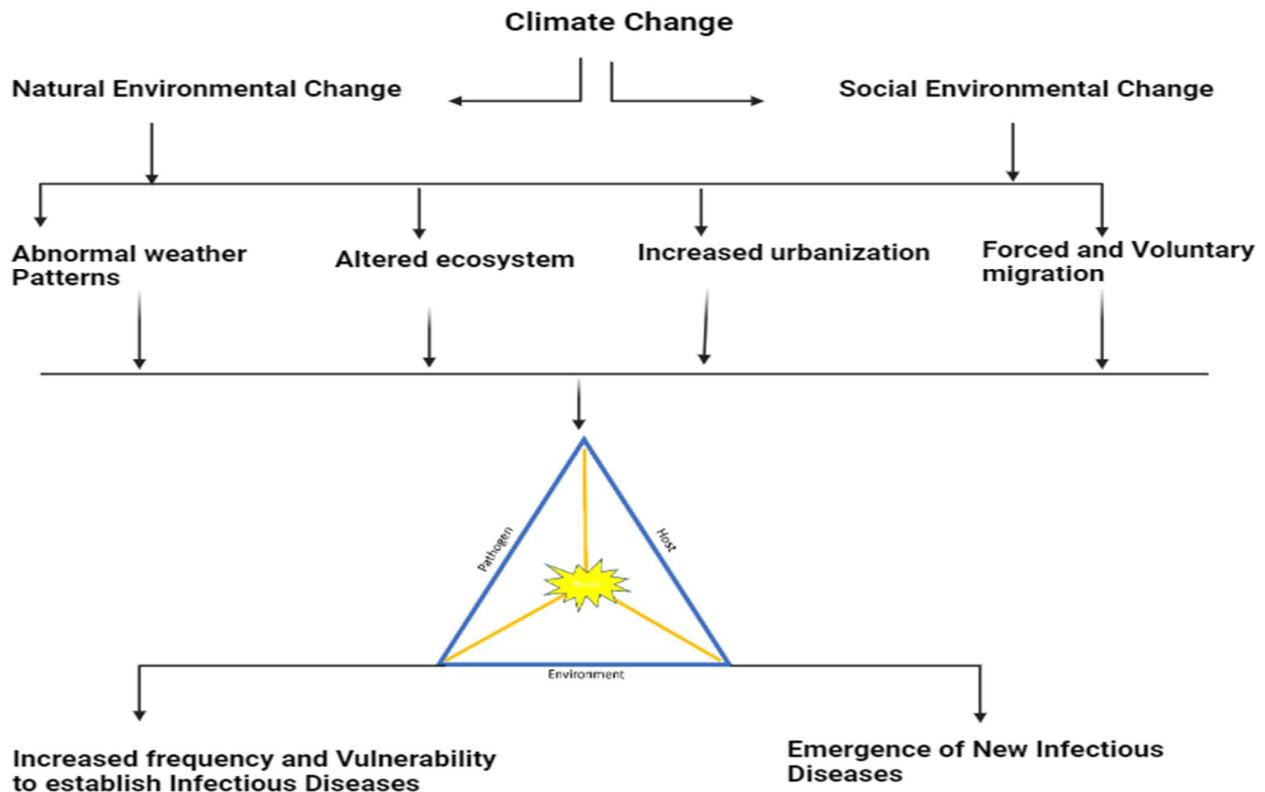 Climate Change
Natural Environmental Change
Social Environmental Change
Abnormal weather
Patterns
Altered ecosystem
Increased urbanization
Forced and Voluntary
migration
Pathogen
Host
Environment
Increased frequency and Vulnerability
to establish Infectious Diseases
Emergence of New Infectious
Diseases